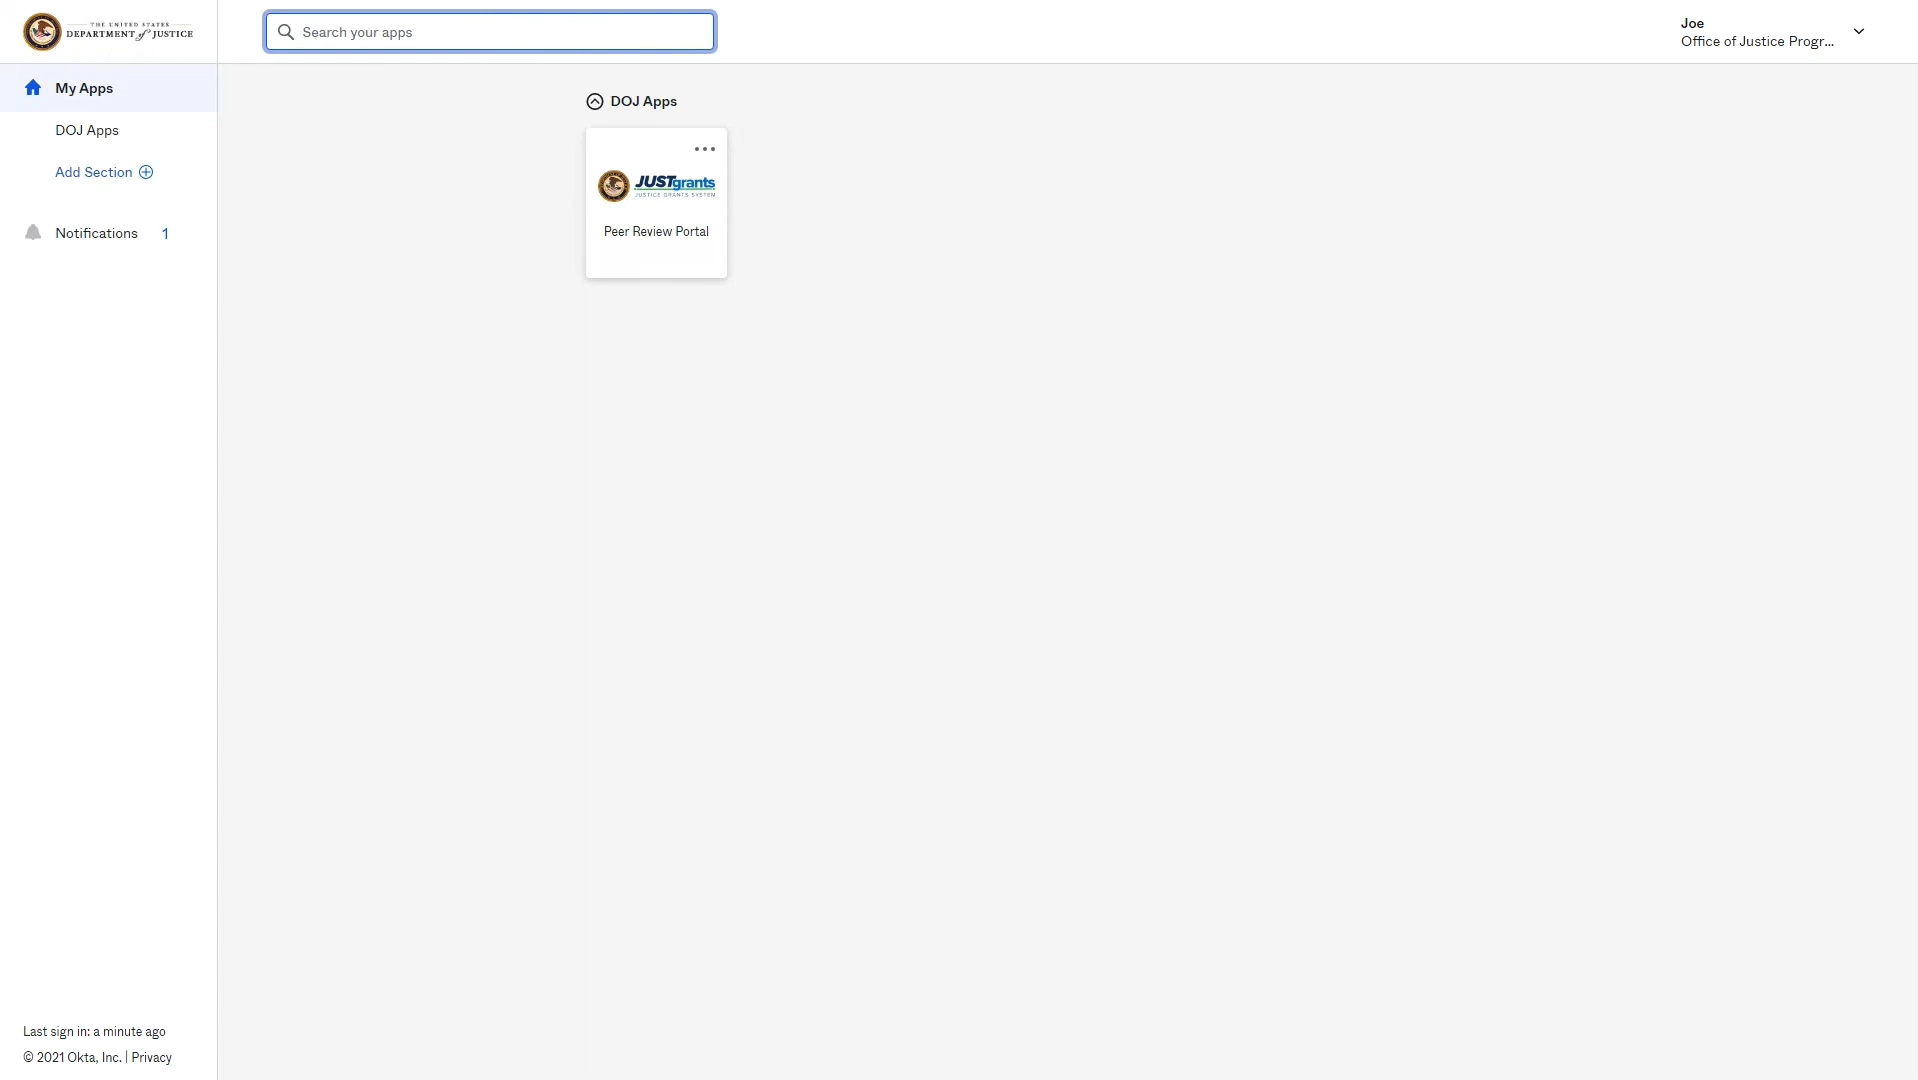 THE UNITED STATES
DEPARTMENT of JUSTICE
Search your apps
Joe
Office of Justice Progr...
My Apps
DOJ Apps
Add Section
Notifications 1
DOJ Apps
JUSTgrants
JUSTICE GRANTS SYSTEM
Peer Review Portal
Last sign in: a minute ago
© 2021 Okta, Inc. | Privacy